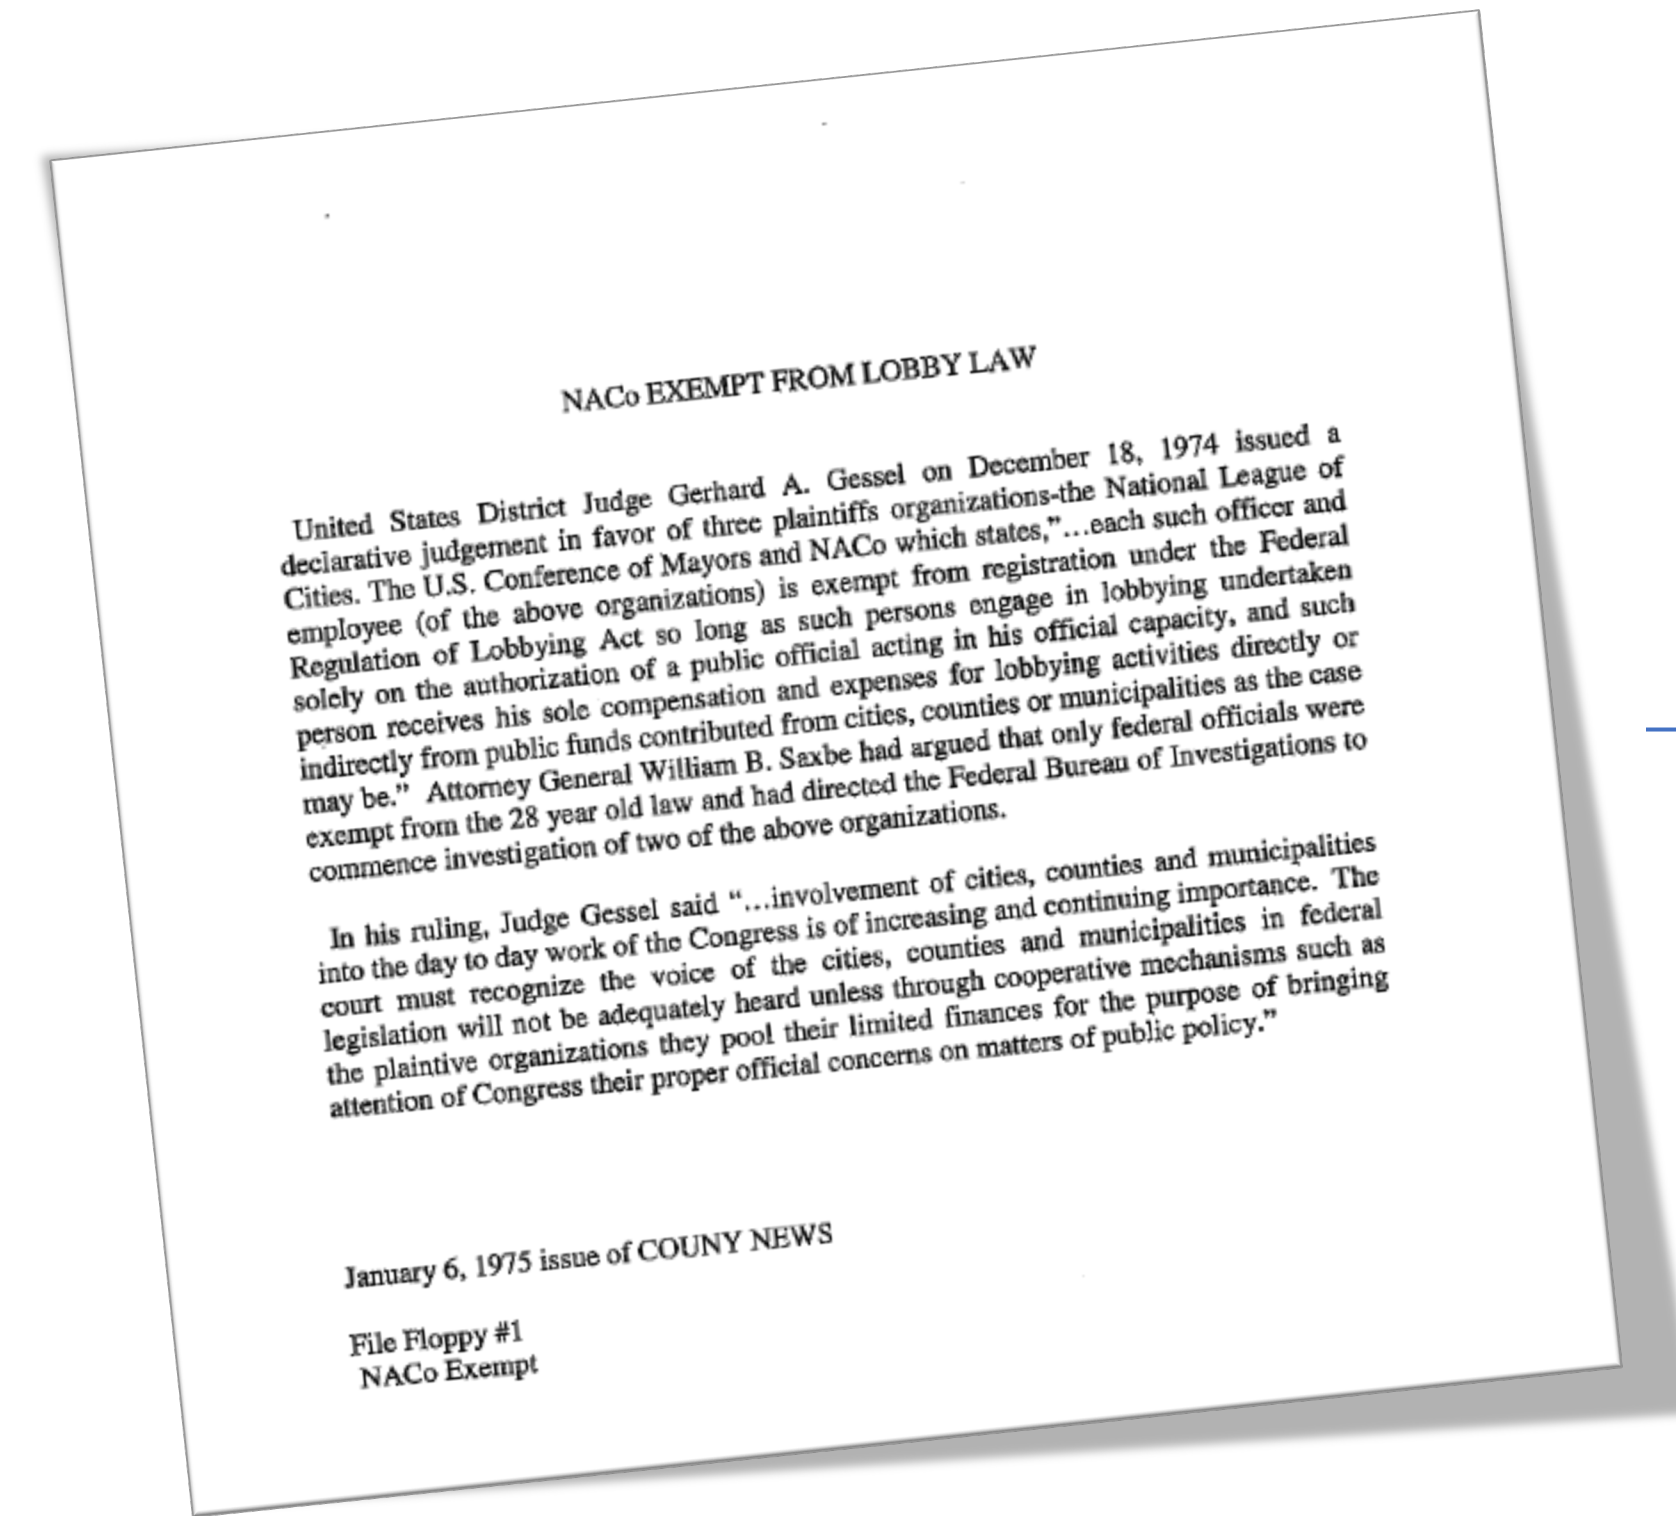 NACo EXEMPT FROM LOBBY LAW
United States District Judge Gerhard A. Gessel on December 18, 1974 issued a
declarative judgement in favor of three plaintiffs organizations-the National League of
Cities. The U.S. Conference of Mayors and NACo which states,”…each such officer and
employee (of the above organizations) is exempt from registration under the Federal
Regulation of Lobbying Act so long as such persons engage in lobbying undertaken
solely on the authorization of a public official acting in his official capacity, and such
person receives his sole compensation and expenses for lobbying activities directly or
indirectly from public funds contributed from cities, counties or municipalities as the case
may be.” Attorney General William B. Saxbe had argued that only federal officials were
exempt from the 28 year old law and had directed the Federal Bureau of Investigations to
commence investigation of two of the above organizations.
In his ruling, Judge Gessel said “…involvement of cities, counties and municipalities
into the day to day work of the Congress is of increasing and continuing importance. The
court must recognize the voice of the cities, counties and municipalities in federal
legislation will not be adequately heard unless through cooperative mechanisms such as
the plaintive organizations they pool their limited finances for the purpose of bringing
attention of Congress their proper official concerns on matters of public policy.”
January 6, 1975 issue of COUNY NEWS
File Floppy #1
NACo Exempt